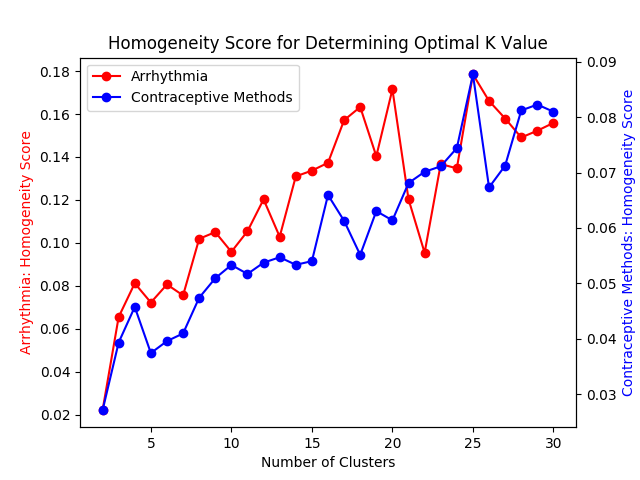 Homogeneity Score for Determining Optimal K Value
Arrhythmia
Contraceptive Methods
Arrhythmia: Homogeneity Score
0.18
0.16
0.14
0.12
0.10
0.08
0.06
0.04
0.02
0.09
0.08
0.07
0.06
0.05
0.04
0.03
Contraceptive Methods: Homogeneity Score
5 10 15 20 25 30
Number of Clusters